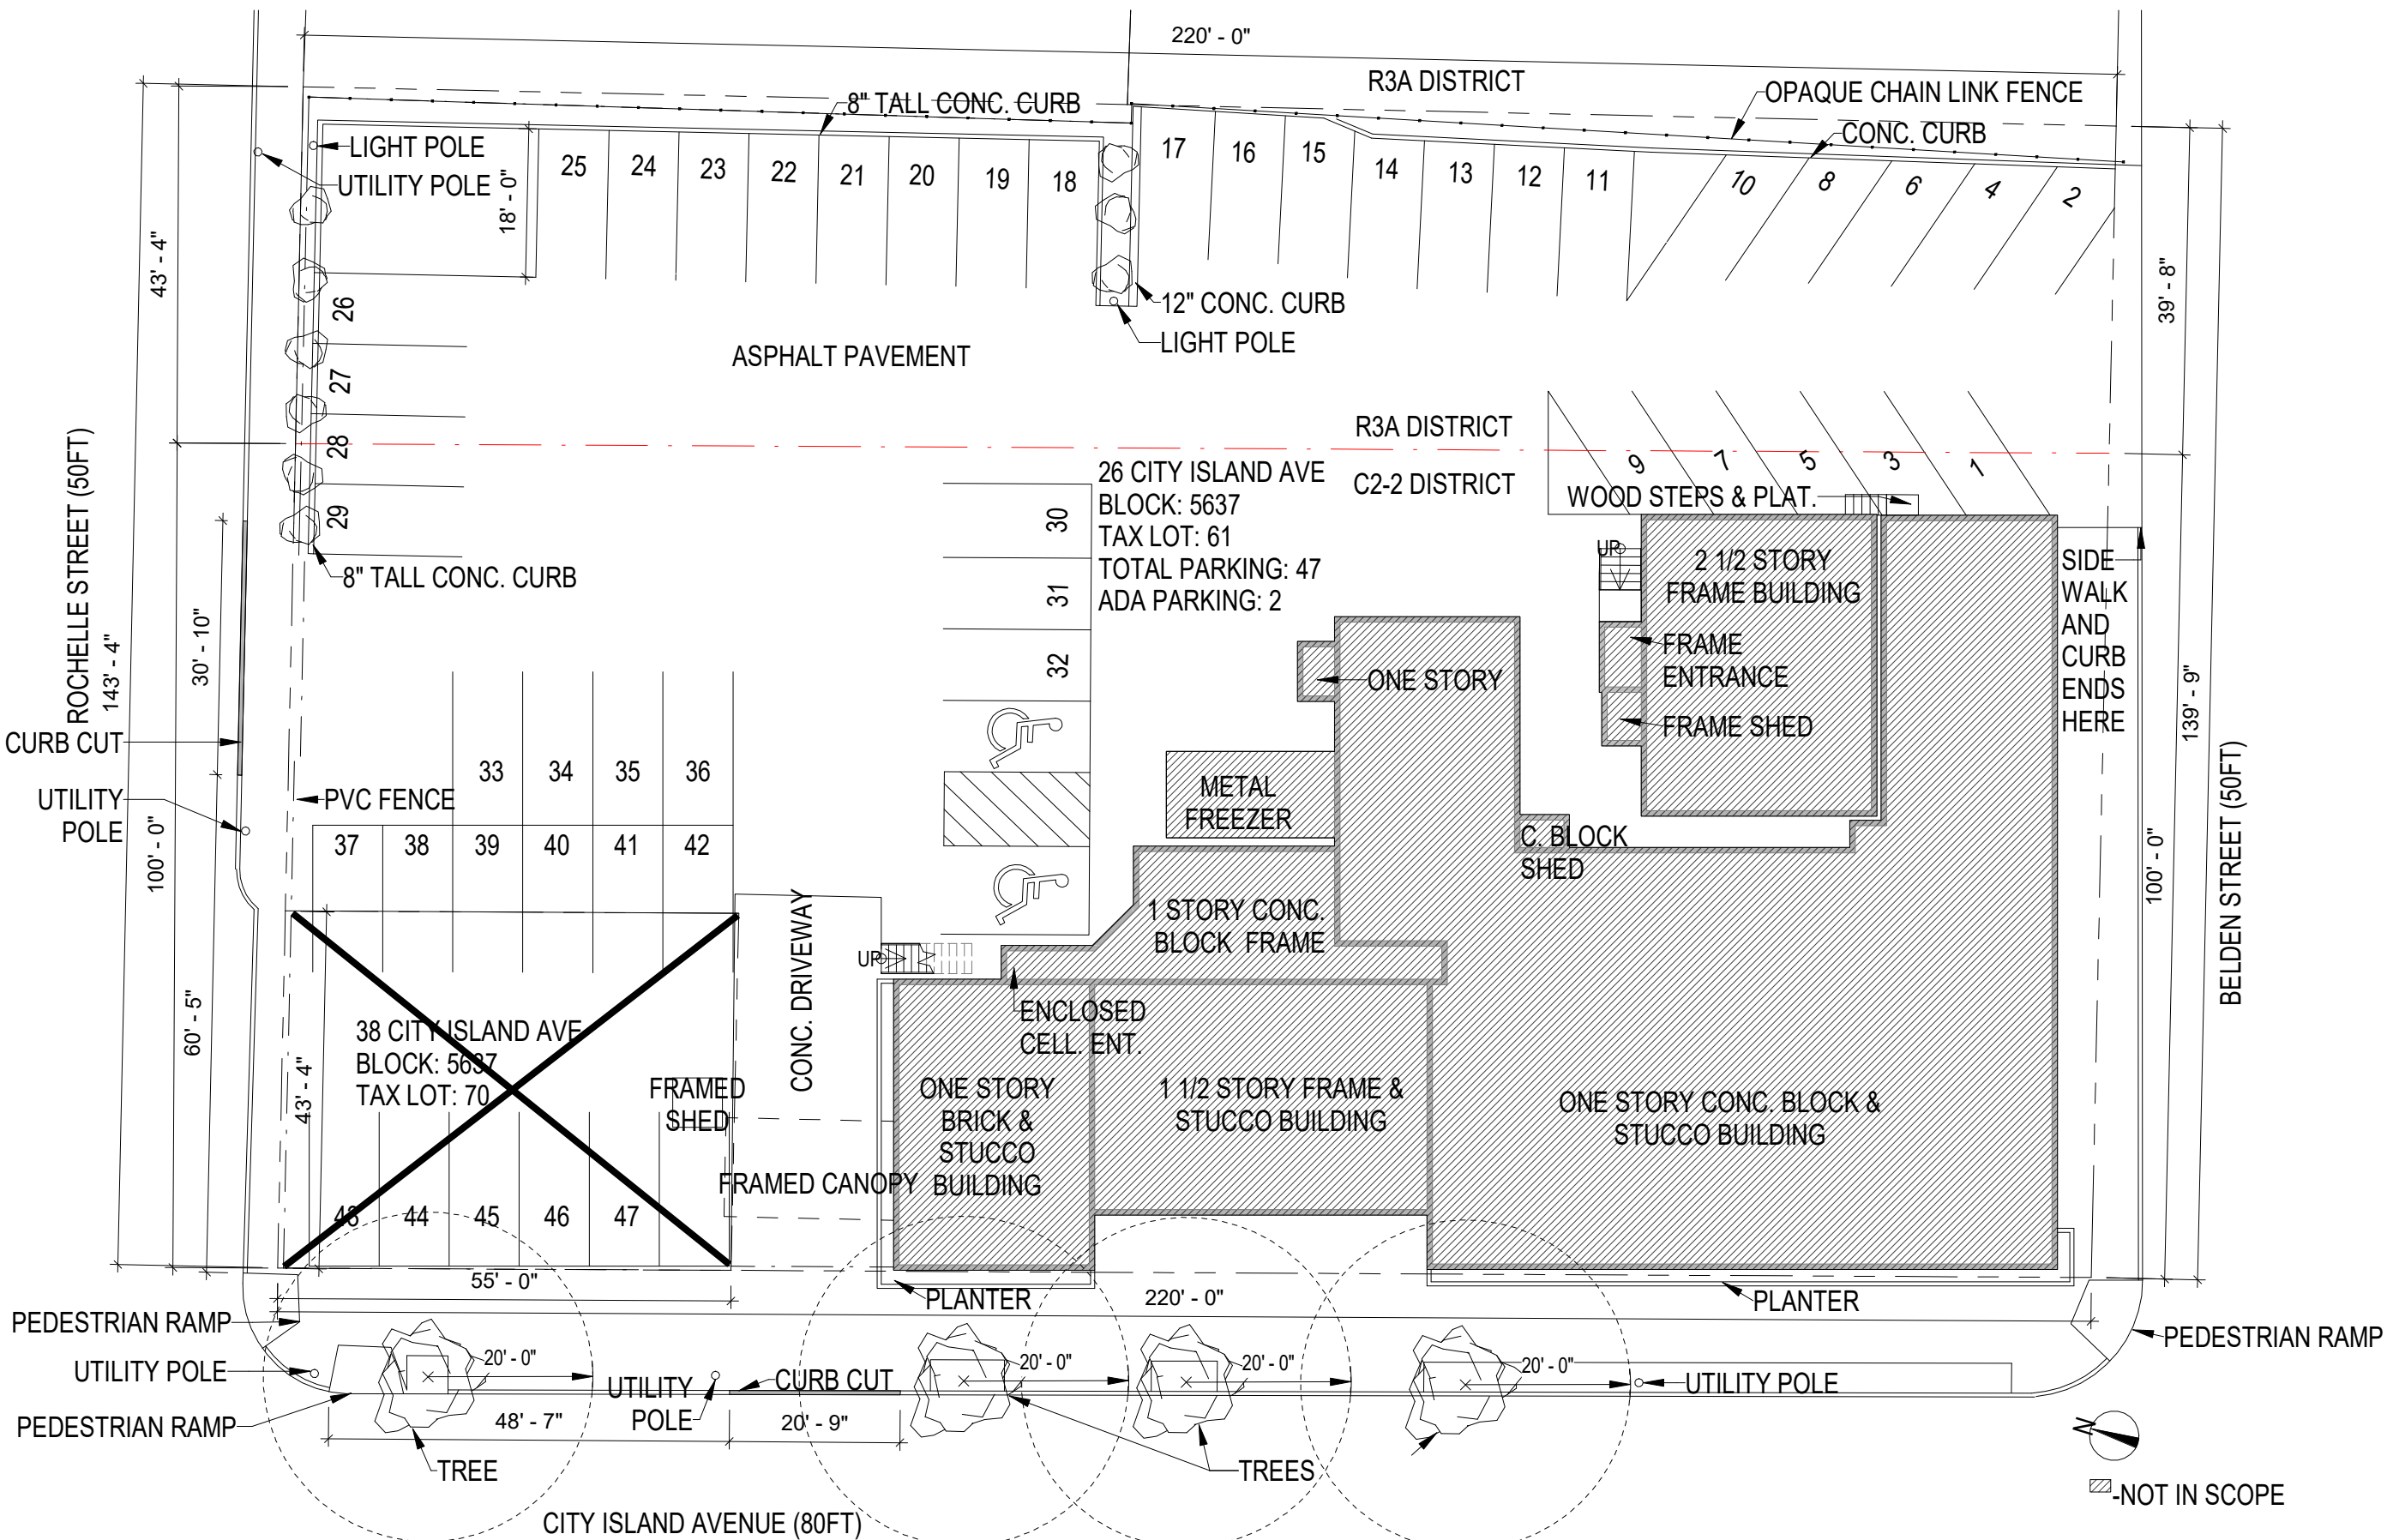 220' - 0"
R3A DISTRICT
OPAQUE CHAIN LINK FENCE
8" TALL CONC. CURB
CONC. CURB
LIGHT POLE
UTILITY POLE
25
24
23
22
21
20
19
18
17
16
15
14
13
12
11
10
8
6
4
2
18' - 0"
43' - 4"
39' - 8"
26
27
28
29
12" CONC. CURB
LIGHT POLE
ASPHALT PAVEMENT
R3A DISTRICT
C2-2 DISTRICT
9
7
5
3
1
WOOD STEPS & PLAT.
26 CITY ISLAND AVE
BLOCK: 5637
TAX LOT: 61
TOTAL PARKING: 47
ADA PARKING: 2
30
31
32
8" TALL CONC. CURB
ROCHELLE STREET (50FT)
143' - 4"
30' - 10"
CURB CUT
UTILITY
POLE
100' - 0"
60' - 5"
PVC FENCE
UP
2 1/2 STORY
FRAME BUILDING
FRAME
ENTRANCE
FRAME SHED
SIDE
WALK
AND
CURB
ENDS
HERE
139' - 9"
100' - 0"
BELDEN STREET (50FT)
ONE STORY
METAL
FREEZER
C. BLOCK
SHED
33
34
35
36
37
38
39
40
41
42
1 STORY CONC.
BLOCK FRAME
UP
CONC. DRIVEWAY
ENCLOSED
CELL. ENT.
38 CITY ISLAND AVE
BLOCK: 5637
TAX LOT: 70
43' - 4"
FRAMED
SHED
FRAMED CANOPY
ONE STORY
BRICK &
STUCCO
BUILDING
1 1/2 STORY FRAME &
STUCCO BUILDING
ONE STORY CONC. BLOCK &
STUCCO BUILDING
43
44
45
46
47
55' - 0"
PLANTER
220' - 0"
PLANTER
PEDESTRIAN RAMP
PEDESTRIAN RAMP
UTILITY POLE
20' - 0"
UTILITY
POLE
CURB CUT
20' - 0"
20' - 0"
20' - 0"
UTILITY POLE
PEDESTRIAN RAMP
48' - 7"
20' - 9"
TREE
TREES
N
-NOT IN SCOPE
CITY ISLAND AVENUE (80FT)